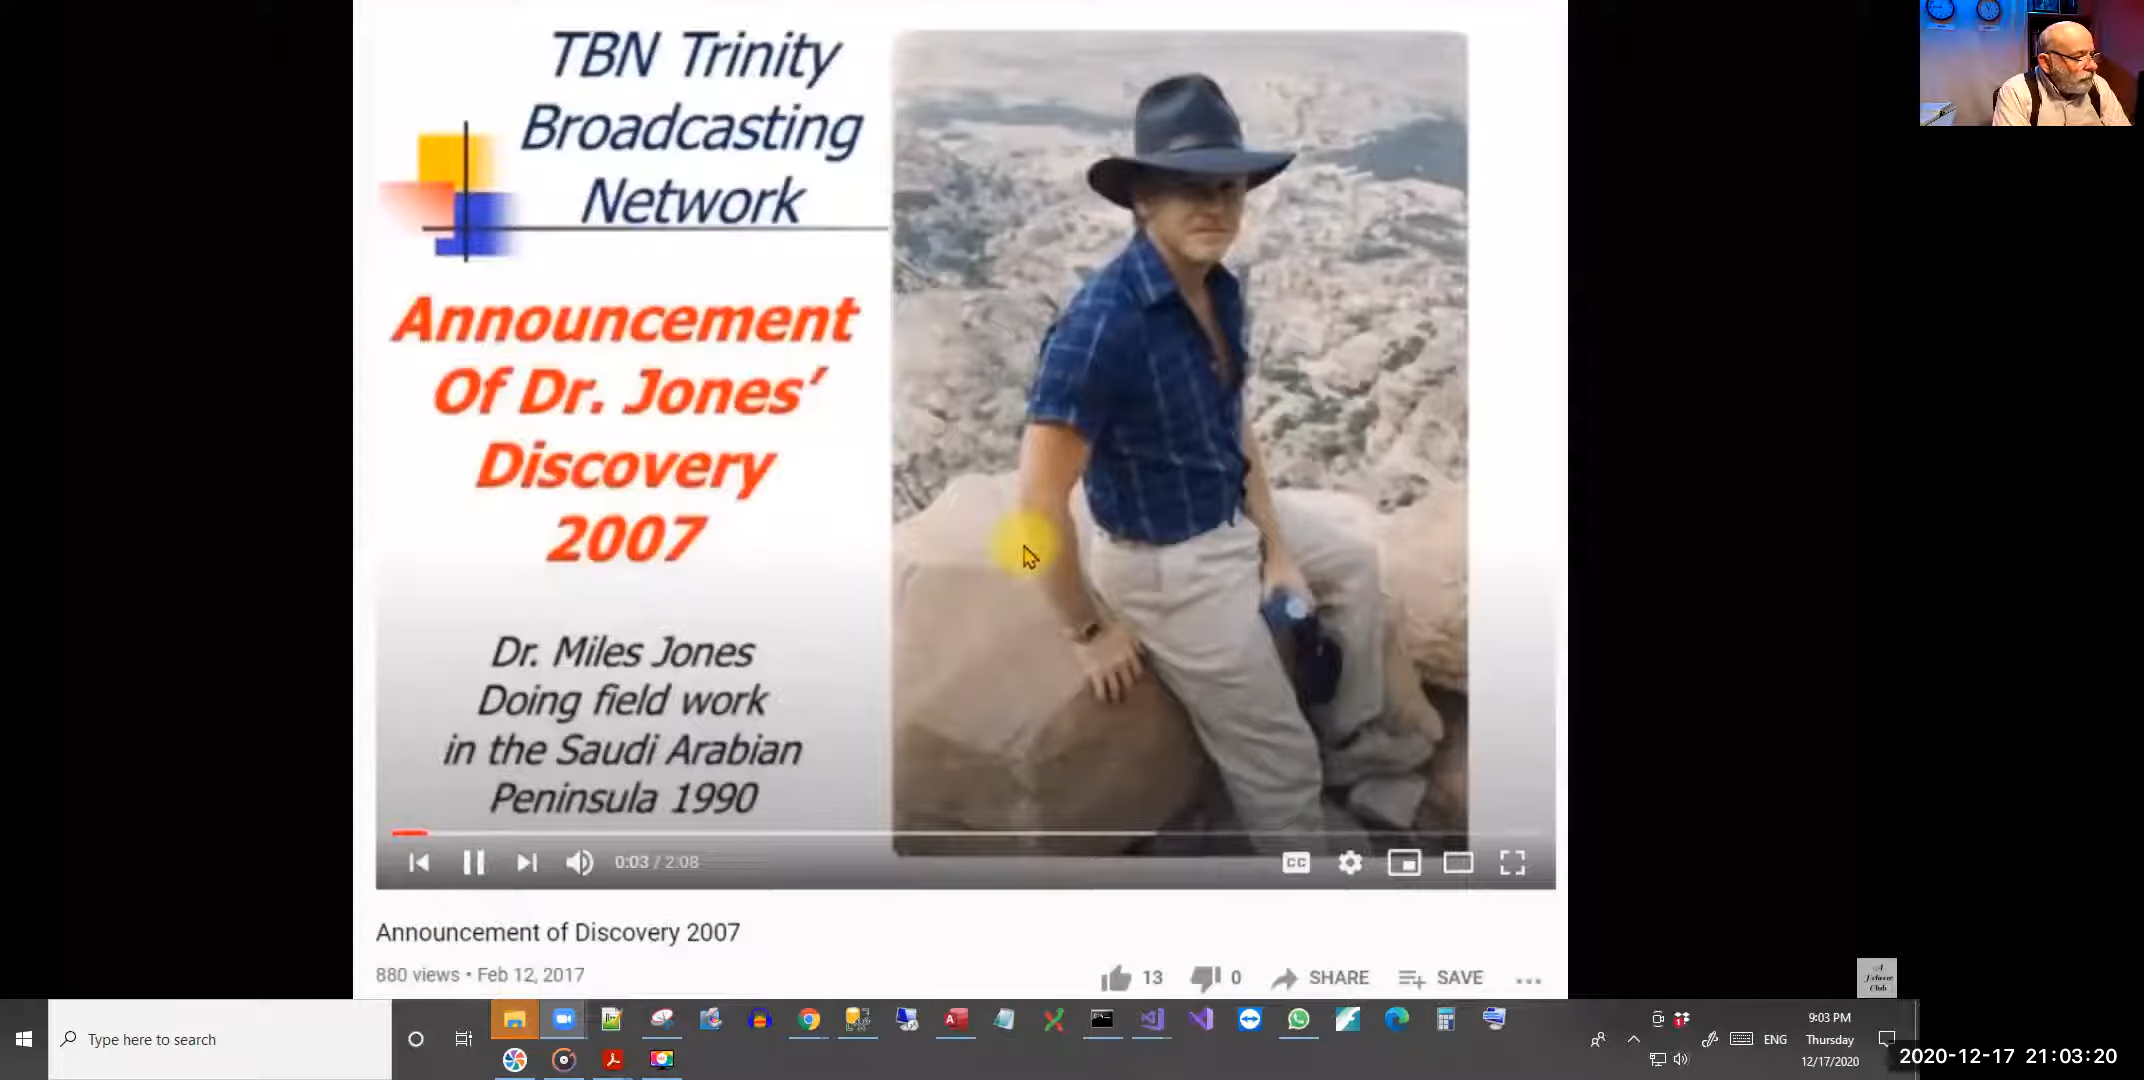 TBN Trinity
Broadcasting
Network
Announcement
Of Dr. Jones’
Discovery
2007
Dr. Miles Jones
Doing field work
in the Saudi Arabian
Peninsula 1990
0:03 / 2:08
CC
Announcement of Discovery 2007
880 views • Feb 12, 2017
13
0
SHARE
SAVE
A
Club
Type here to search
ENG
9:03 PM
Thursday
12/17/2020
2020-12-17 21:03:20